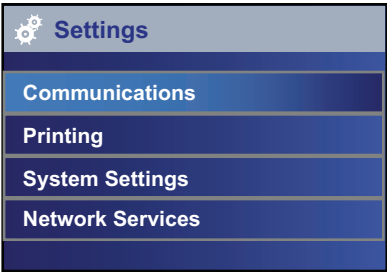 Settings
Communications
Printing
System Settings
Network Services